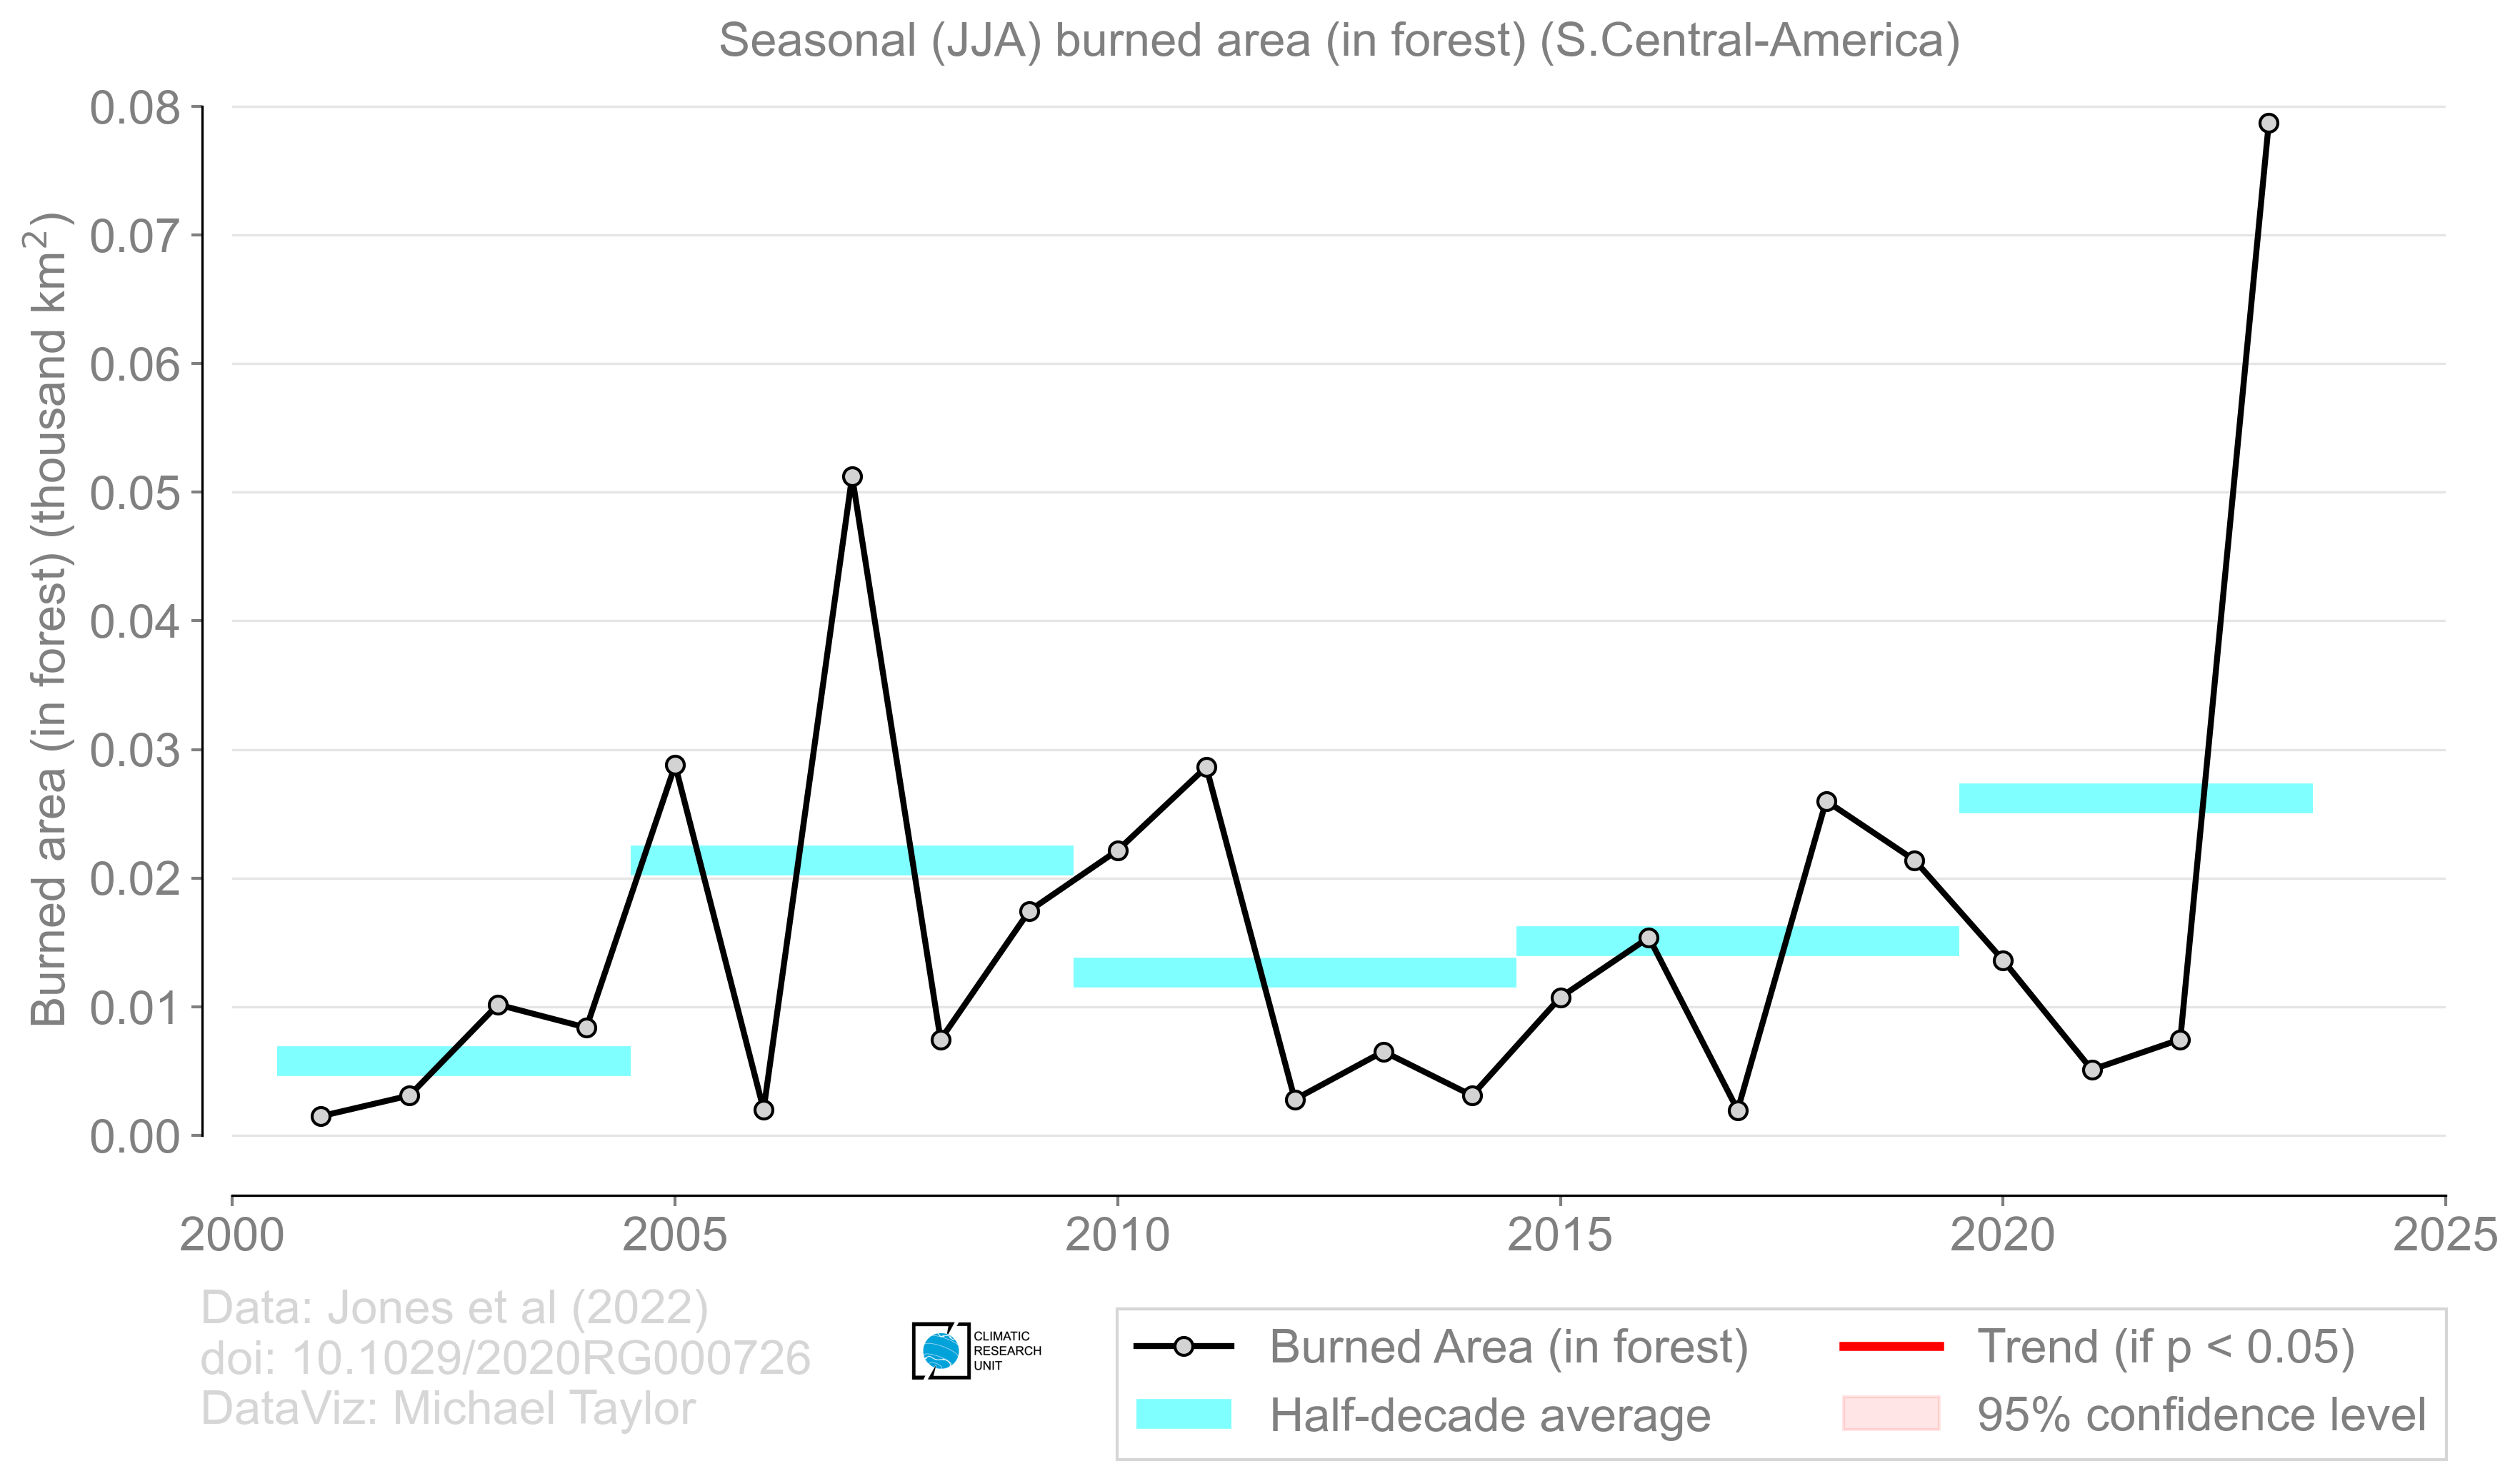 Seasonal (JJA) burned area (in forest) (S.Central-America)
Burned area (in forest) (thousand km²)
0.08
0.07
0.06
0.05
0.04
0.03
0.02
0.01
0.00
2000 2005 2010 2015 2020 2025
Data: Jones et al (2022)
doi: 10.1029/2020RG000726
DataViz: Michael Taylor
CLIMATIC
RESEARCH
UNIT
Burned Area (in forest)
Half-decade average
Trend (if p < 0.05)
95% confidence level